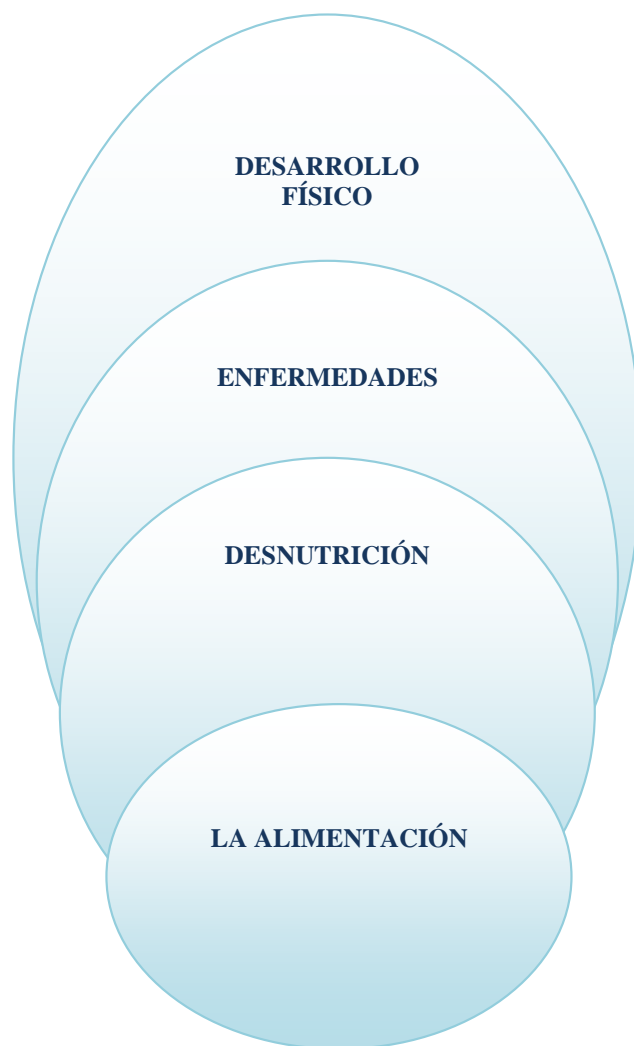 DESARROLLO
FÍSICO
ENFERMEDADES
DESNUTRICIÓN
LA ALIMENTACIÓN